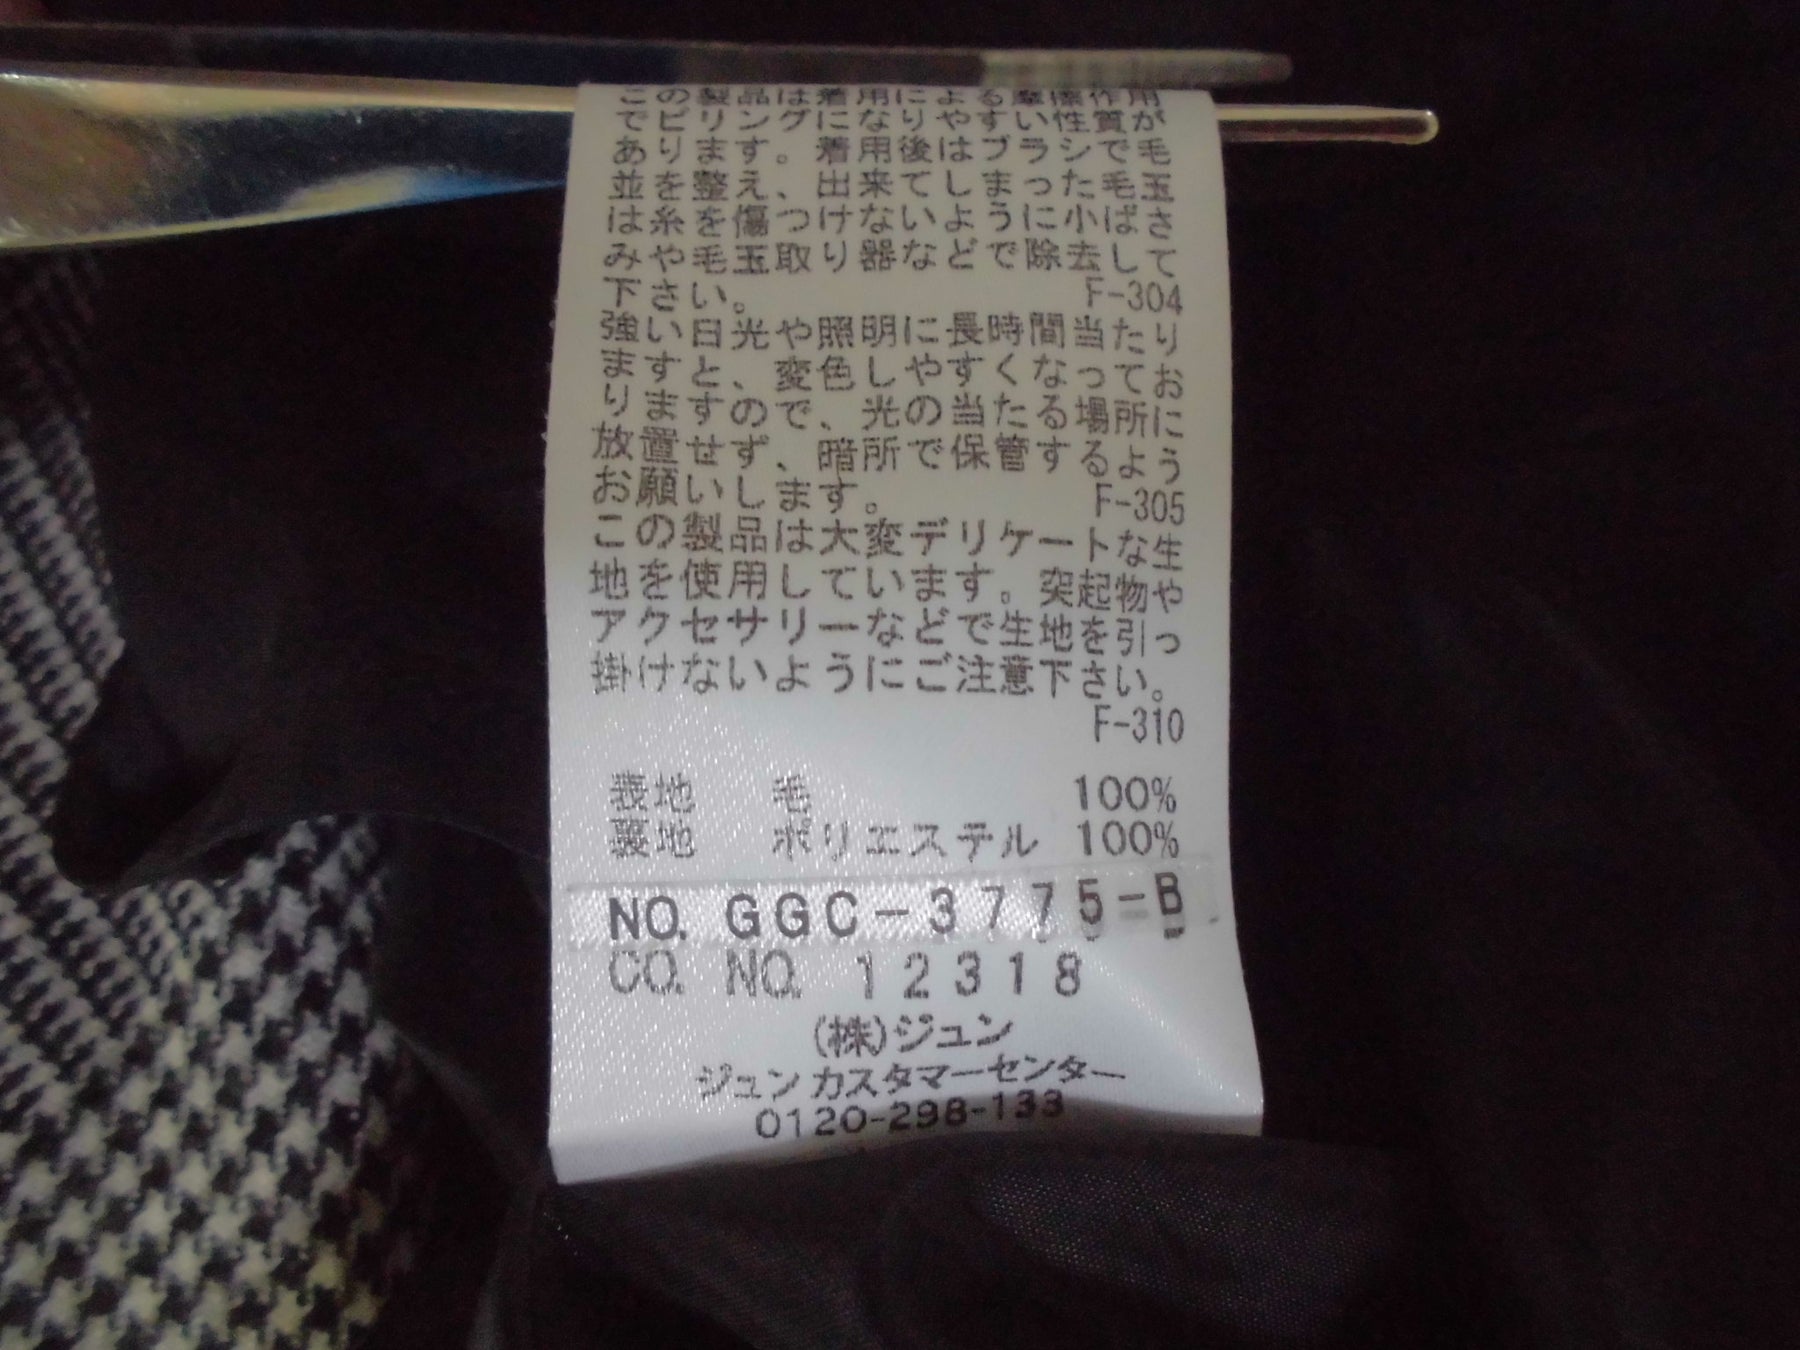 この製品は着用による摩擦作用
でピリングになりやすい性質が
あります。着用後はブラシで毛
並を整え、出来てしまった毛玉
は糸を傷つけないように小ばさ
みや毛玉取り器などで除去して
下さい。 F-304
強い日光や照明に長時間当たり
ますと、変色しやすくなってお
りますので、光の当たる場所に
放置せず、暗所で保管するよう
お願いします。 F-305
この製品は大変デリケートな生
地を使用しています。突起物や
アクセサリーなどで生地を引っ
掛けないようにご注意下さい。
F-310
表地 毛 100%
裏地 ポリエステル 100%
NO. GGC-3775-B
CO. NO. 12318
(株)ジュン
ジュンカスタマーセンター
0120-298-133